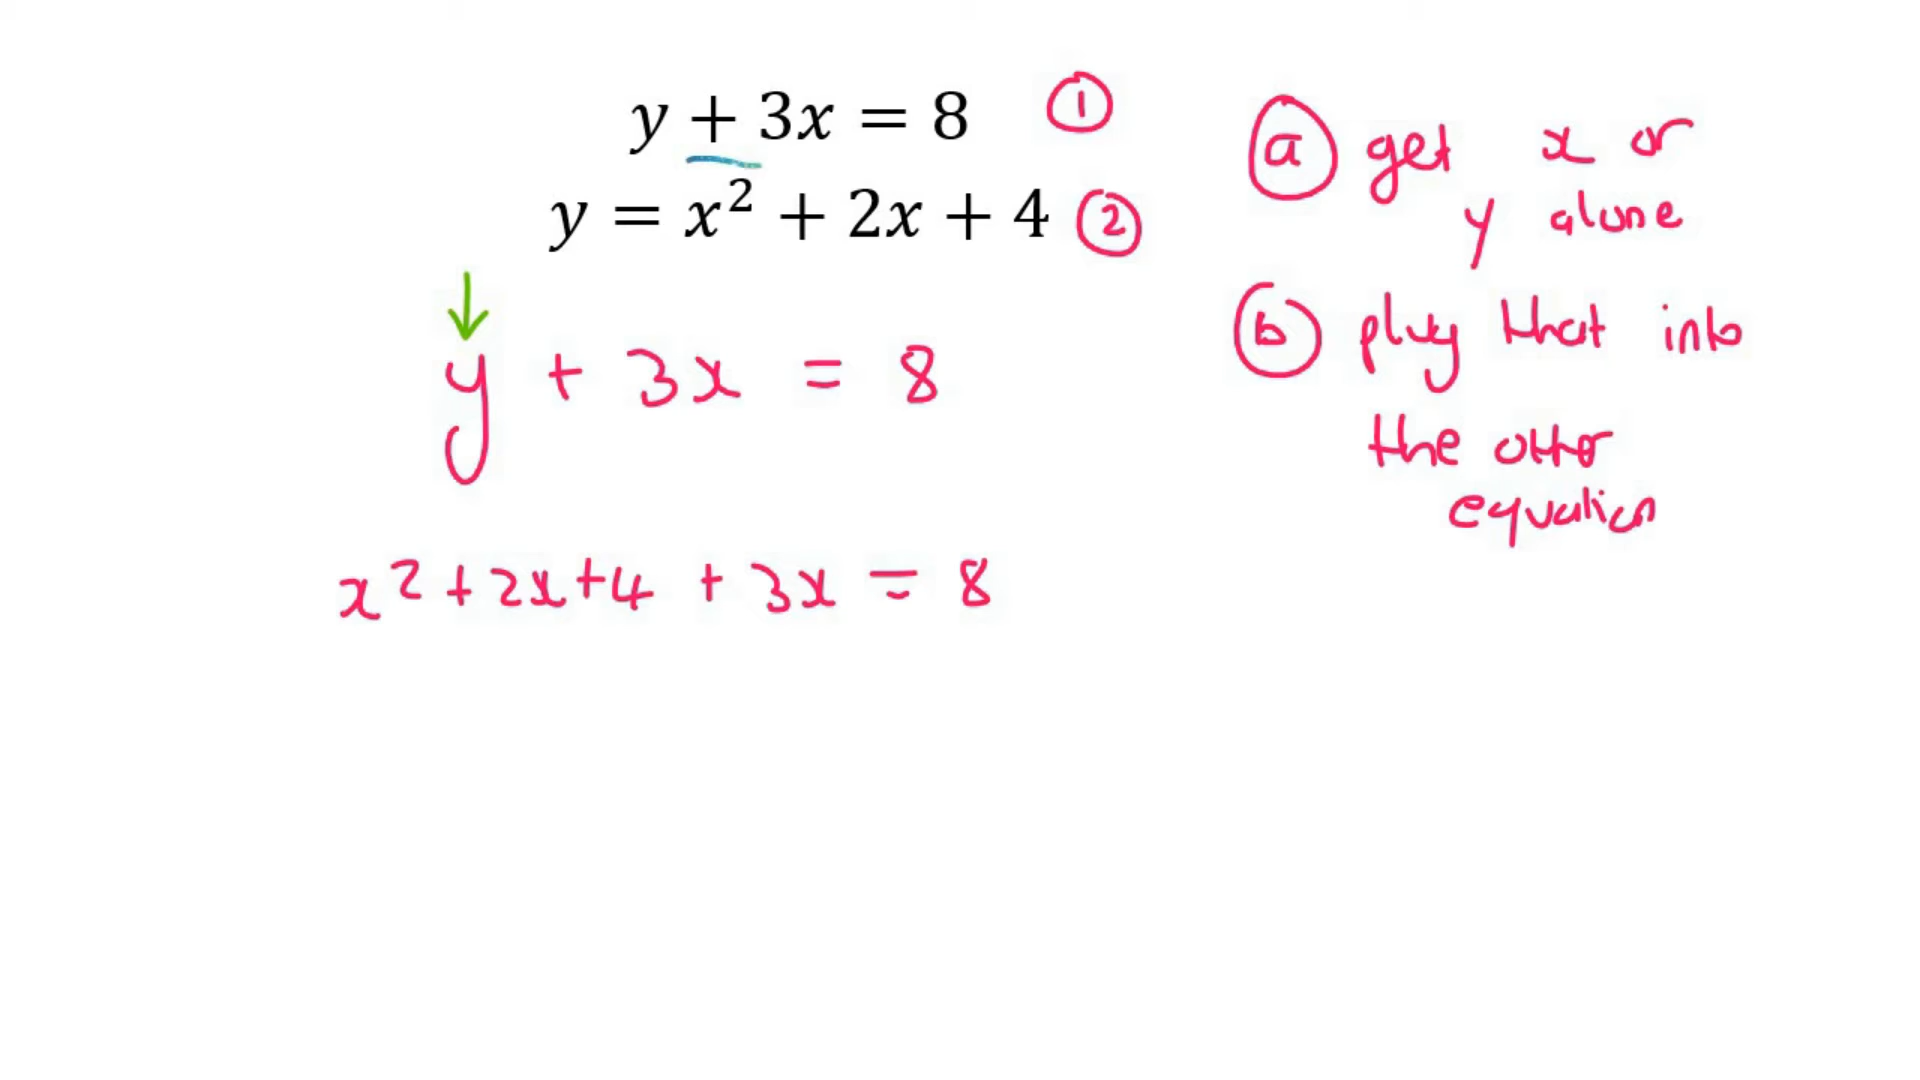 y + 3x = 8 ①
y = x² + 2x + 4 ②
y + 3x = 8
x² + 2x + 4 + 3x = 8
ⓐ get x or
y alone
ⓑ plug that into
the other
equation